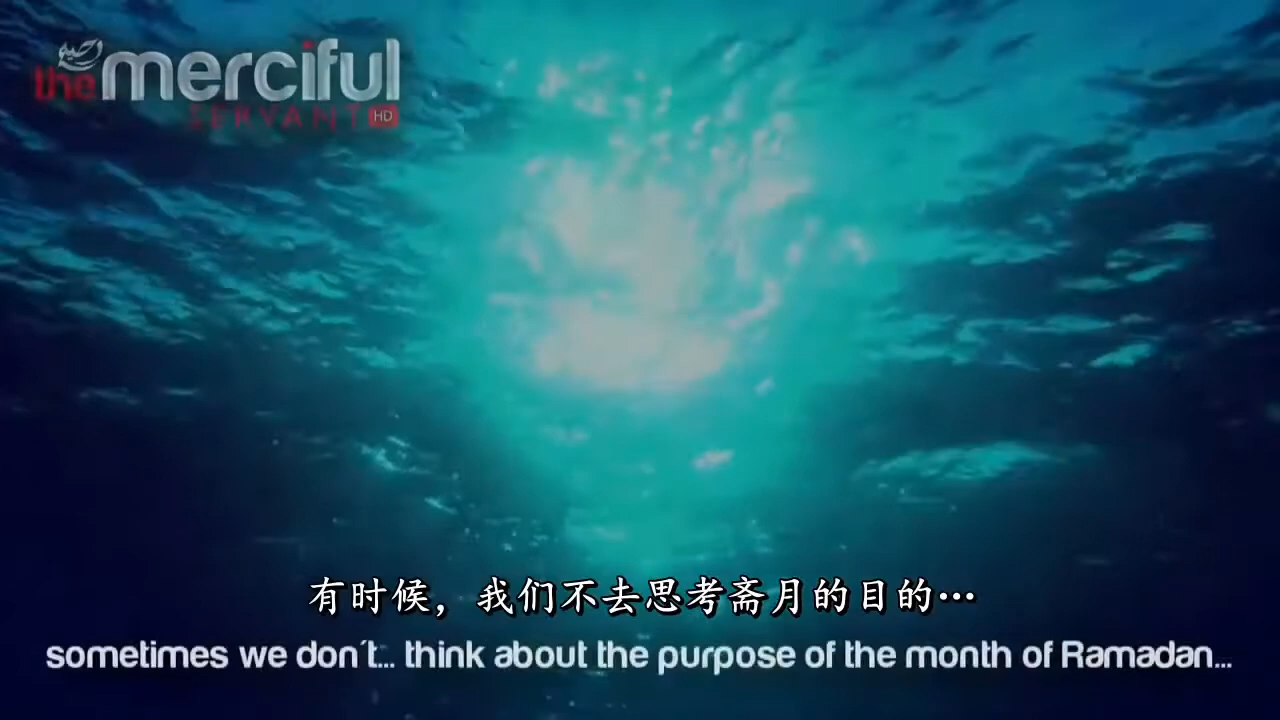 the merciful
SERVANT HD
有时候，我们不去思考斋月的目的…
sometimes we don´t... think about the purpose of the month of Ramadan...